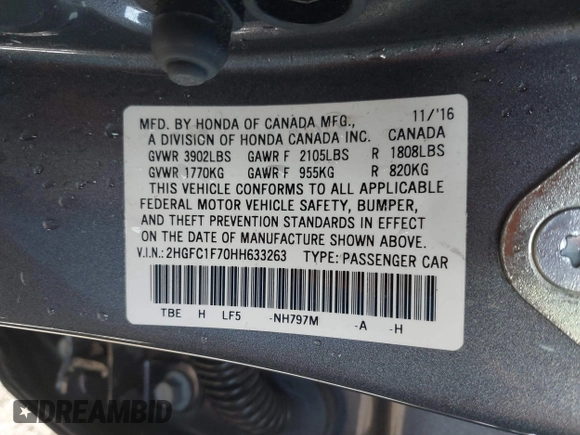 MFD. BY HONDA OF CANADA MFG., 11/'16
A DIVISION OF HONDA CANADA INC. CANADA
GVWR 3902LBS GAWR F 2105LBS R 1808LBS
GVWR 1770KG GAWR F 955KG R 820KG
THIS VEHICLE CONFORMS TO ALL APPLICABLE
FEDERAL MOTOR VEHICLE SAFETY, BUMPER,
AND THEFT PREVENTION STANDARDS IN EFFECT
ON THE DATE OF MANUFACTURE SHOWN ABOVE.
V.I.N.: 2HGFC1F70HH633263 TYPE: PASSENGER CAR
TBE H LF5 -NH797M -A -H
DREAMBID